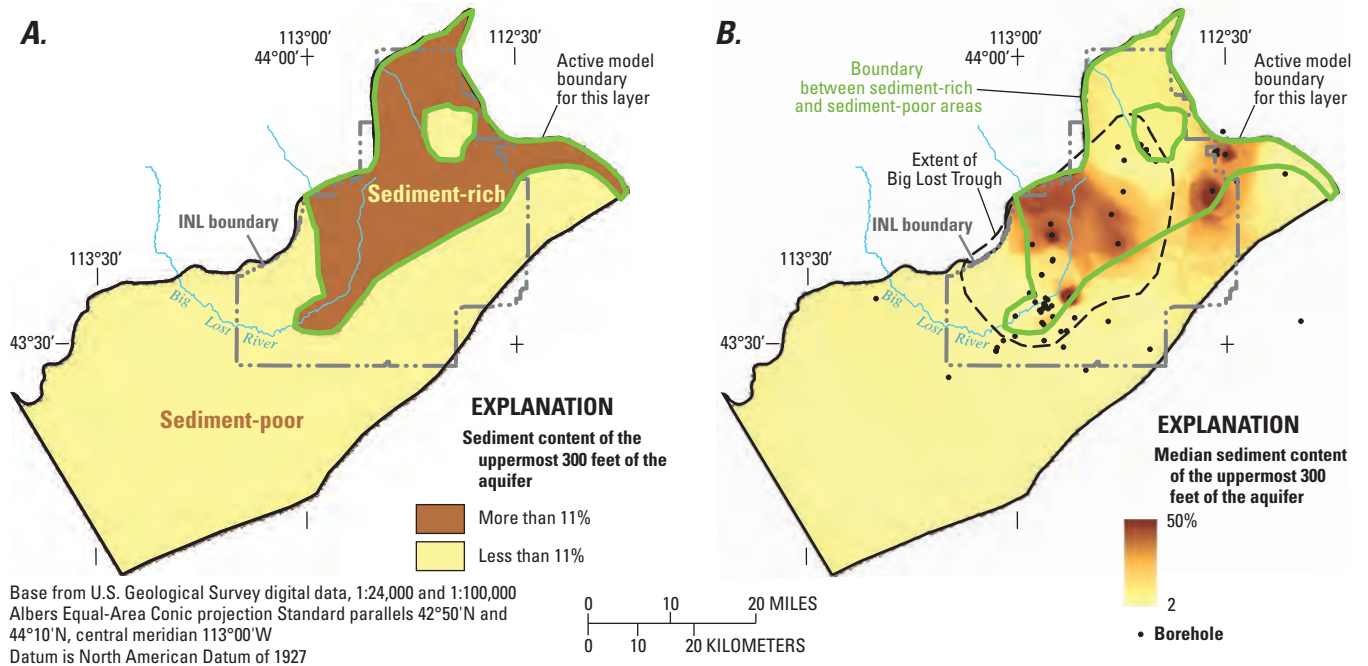 A.
113°00'
44°00'
112°30'
Active model
boundary
for this layer
Sediment-rich
INL boundary
113°30'
Big
Lost
River
43°30'
Sediment-poor
EXPLANATION
Sediment content of the
uppermost 300 feet of the
aquifer
More than 11%
Less than 11%
B.
113°00'
44°00'
112°30'
Boundary
between sediment-rich
and sediment-poor areas
Active model
boundary
for this layer
Extent of
Big Lost Trough
INL boundary
113°30'
Big
Lost
River
43°30'
EXPLANATION
Median sediment content
of the uppermost 300
feet of the aquifer
50%
2
Borehole
Base from U.S. Geological Survey digital data, 1:24,000 and 1:100,000
Albers Equal-Area Conic projection Standard parallels 42°50'N and
44°10'N, central meridian 113°00'W
Datum is North American Datum of 1927
0 10 20 MILES
0 10 20 KILOMETERS